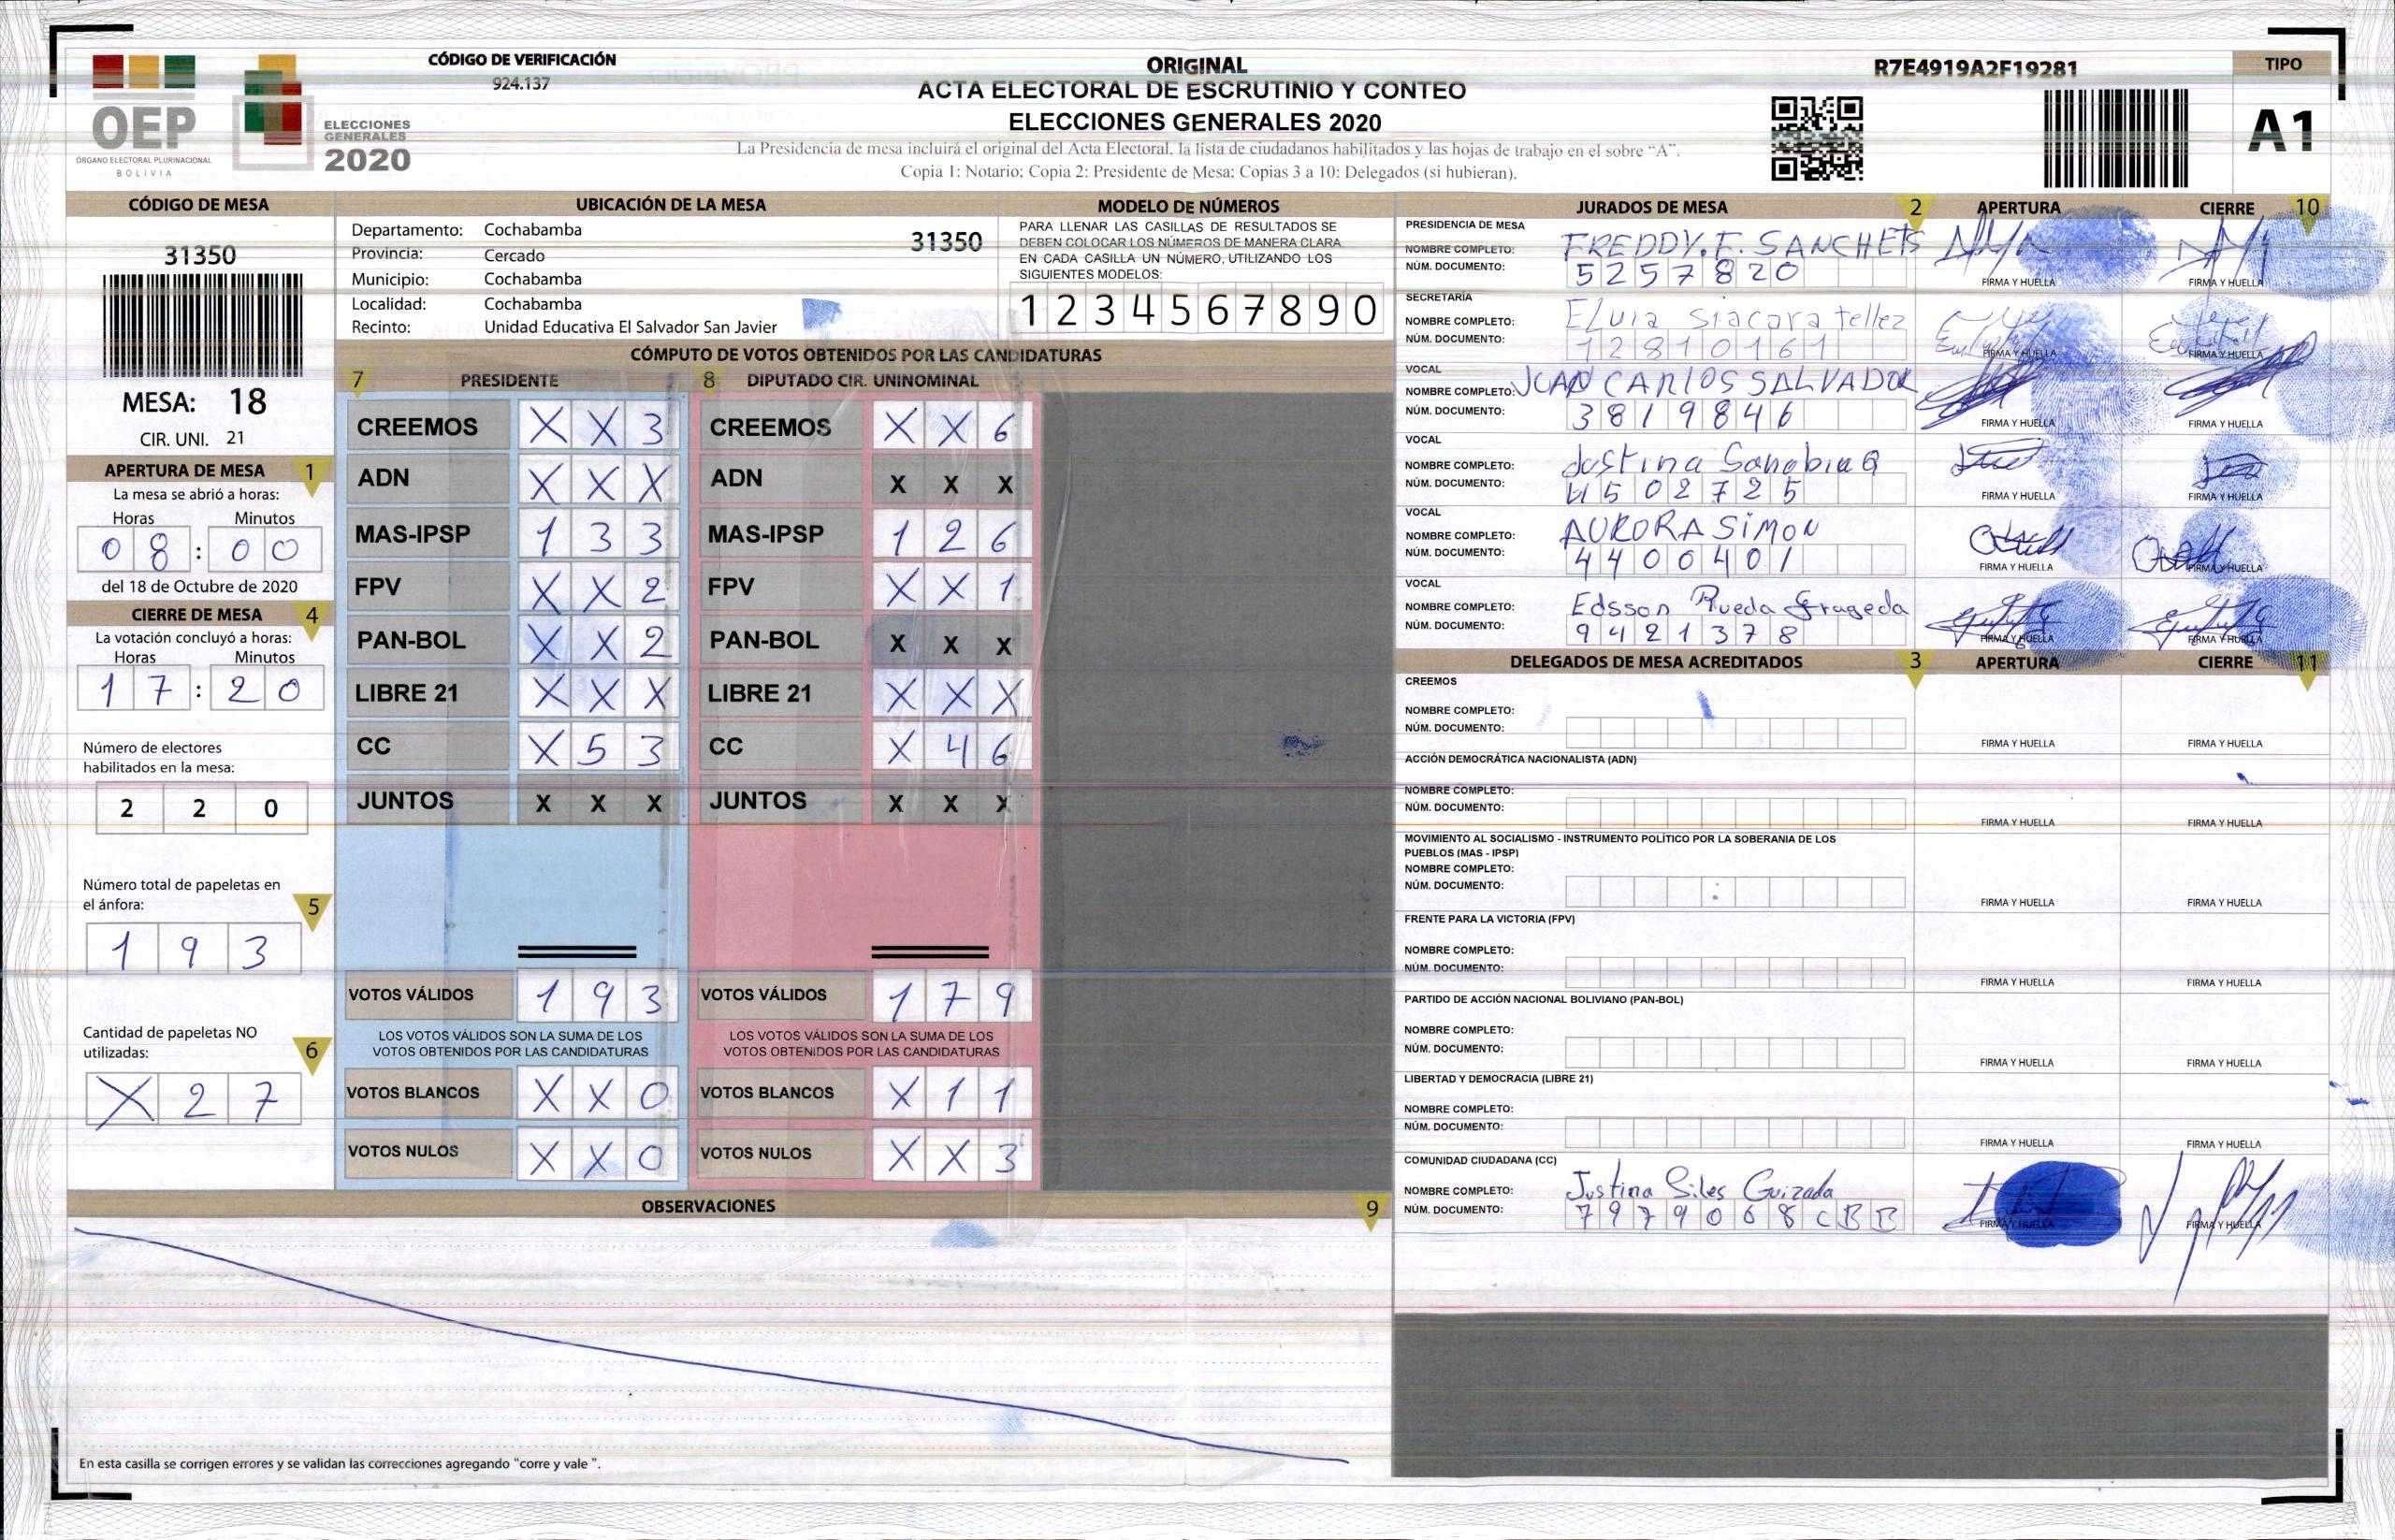 CÓDIGO DE VERIFICACIÓN
924.137
OEP
ÓRGANO ELECTORAL PLURINACIONAL
BOLIVIA
ELECCIONES
GENERALES
2020
ORIGINAL
ACTA ELECTORAL DE ESCRUTINIO Y CONTEO
ELECCIONES GENERALES 2020
La Presidencia de mesa incluirá el original del Acta Electoral, la lista de ciudadanos habilitados y las hojas de trabajo en el sobre “A”.
Copia 1: Notario; Copia 2: Presidente de Mesa; Copias 3 a 10: Delegados (si hubieran).
R7E4919A2F19281
TIPO
A1
CÓDIGO DE MESA
31350
MESA: 18
CIR. UNI. 21
APERTURA DE MESA 1
La mesa se abrió a horas:
Horas Minutos
0 8 : 0 0
del 18 de Octubre de 2020
CIERRE DE MESA 4
La votación concluyó a horas:
Horas Minutos
1 7 : 2 0
Número de electores
habilitados en la mesa:
2 2 0
Número total de papeletas en
el ánfora: 5
1 9 3
Cantidad de papeletas NO
utilizadas: 6
X 2 7
UBICACIÓN DE LA MESA
Departamento: Cochabamba
31350
Provincia: Cercado
Municipio: Cochabamba
Localidad: Cochabamba
Recinto: Unidad Educativa El Salvador San Javier
MODELO DE NÚMEROS
PARA LLENAR LAS CASILLAS DE RESULTADOS SE
DEBEN COLOCAR LOS NÚMEROS DE MANERA CLARA
EN CADA CASILLA UN NÚMERO, UTILIZANDO LOS
SIGUIENTES MODELOS:
1 2 3 4 5 6 7 8 9 0
CÓMPUTO DE VOTOS OBTENIDOS POR LAS CANDIDATURAS
7 PRESIDENTE 8 DIPUTADO CIR. UNINOMINAL
CREEMOS X X 3 CREEMOS X X 6
ADN X X X ADN X X X
MAS-IPSP 1 3 3 MAS-IPSP 1 2 6
FPV X X 2 FPV X X 1
PAN-BOL X X 2 PAN-BOL X X X
LIBRE 21 X X X LIBRE 21 X X X
CC X 5 3 CC X 4 6
JUNTOS X X X JUNTOS X X X
VOTOS VÁLIDOS 1 9 3 VOTOS VÁLIDOS 1 7 9
LOS VOTOS VÁLIDOS SON LA SUMA DE LOS LOS VOTOS VÁLIDOS SON LA SUMA DE LOS
VOTOS OBTENIDOS POR LAS CANDIDATURAS VOTOS OBTENIDOS POR LAS CANDIDATURAS
VOTOS BLANCOS X X 0 VOTOS BLANCOS X 1 1
VOTOS NULOS X X 0 VOTOS NULOS X X 3
OBSERVACIONES 9
En esta casilla se corrigen errores y se validan las correcciones agregando “corre y vale ”.
JURADOS DE MESA 2 APERTURA CIERRE 10
PRESIDENCIA DE MESA
NOMBRE COMPLETO: FREDDY.F. SANCHETS
NÚM. DOCUMENTO: 5257820
FIRMA Y HUELLA FIRMA Y HUELLA
SECRETARÍA
NOMBRE COMPLETO: Elvia Siacara tellez
NÚM. DOCUMENTO: 12810161
FIRMA Y HUELLA FIRMA Y HUELLA
VOCAL
NOMBRE COMPLETO: JUAN CARLOS SALVADOR
NÚM. DOCUMENTO: 3819846
FIRMA Y HUELLA FIRMA Y HUELLA
VOCAL
NOMBRE COMPLETO: Justina Sanabria Q
NÚM. DOCUMENTO: 4502725
FIRMA Y HUELLA FIRMA Y HUELLA
VOCAL
NOMBRE COMPLETO: AURORA SIMON
NÚM. DOCUMENTO: 4400401
FIRMA Y HUELLA FIRMA Y HUELLA
VOCAL
NOMBRE COMPLETO: Edsson Rueda Grageda
NÚM. DOCUMENTO: 9421378
FIRMA Y HUELLA FIRMA Y HUELLA
DELEGADOS DE MESA ACREDITADOS 3 APERTURA CIERRE 11
CREEMOS
NOMBRE COMPLETO:
NÚM. DOCUMENTO:
FIRMA Y HUELLA FIRMA Y HUELLA
ACCIÓN DEMOCRÁTICA NACIONALISTA (ADN)
NOMBRE COMPLETO:
NÚM. DOCUMENTO:
FIRMA Y HUELLA FIRMA Y HUELLA
MOVIMIENTO AL SOCIALISMO - INSTRUMENTO POLÍTICO POR LA SOBERANIA DE LOS
PUEBLOS (MAS - IPSP)
NOMBRE COMPLETO:
NÚM. DOCUMENTO:
FIRMA Y HUELLA FIRMA Y HUELLA
FRENTE PARA LA VICTORIA (FPV)
NOMBRE COMPLETO:
NÚM. DOCUMENTO:
FIRMA Y HUELLA FIRMA Y HUELLA
PARTIDO DE ACCIÓN NACIONAL BOLIVIANO (PAN-BOL)
NOMBRE COMPLETO:
NÚM. DOCUMENTO:
FIRMA Y HUELLA FIRMA Y HUELLA
LIBERTAD Y DEMOCRACIA (LIBRE 21)
NOMBRE COMPLETO:
NÚM. DOCUMENTO:
FIRMA Y HUELLA FIRMA Y HUELLA
COMUNIDAD CIUDADANA (CC)
NOMBRE COMPLETO: Justina Siles Guizada
NÚM. DOCUMENTO: 7979068CBB
FIRMA Y HUELLA FIRMA Y HUELLA